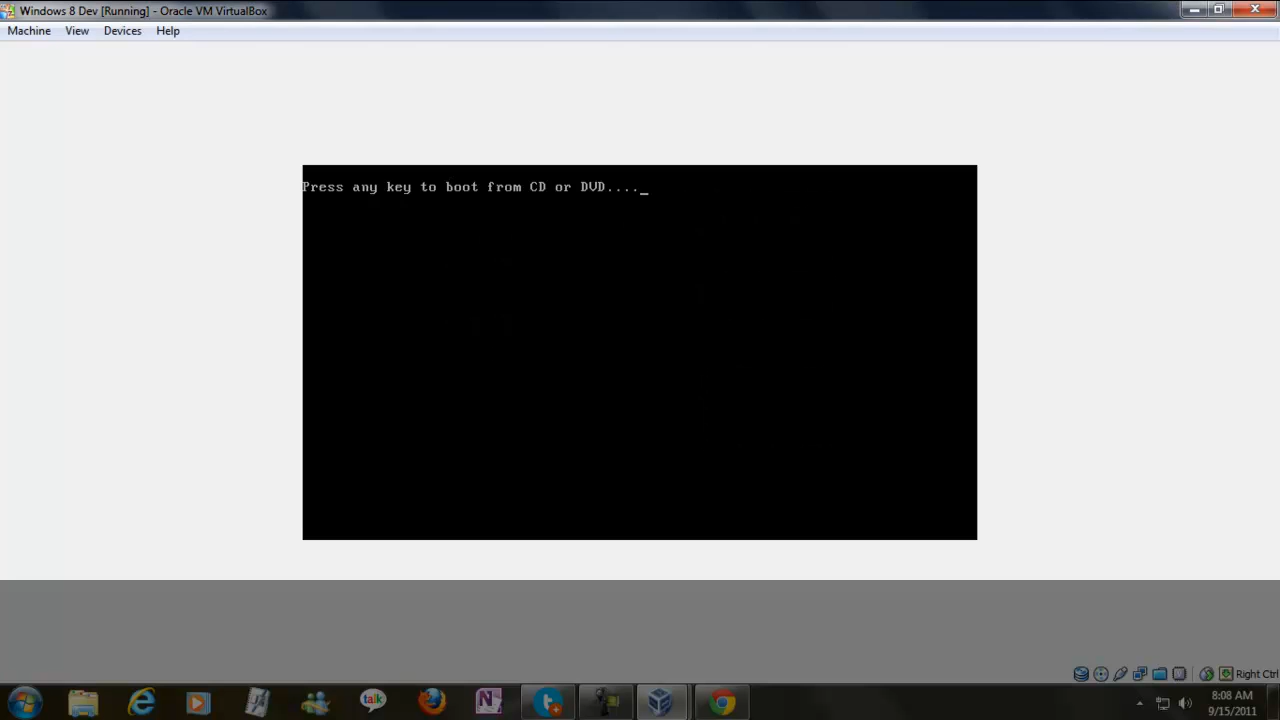 Windows 8 Dev [Running] - Oracle VM VirtualBox
Machine View Devices Help
Press any key to boot from CD or DVD...._
Right Ctrl
talk
N
8:08 AM
9/15/2011